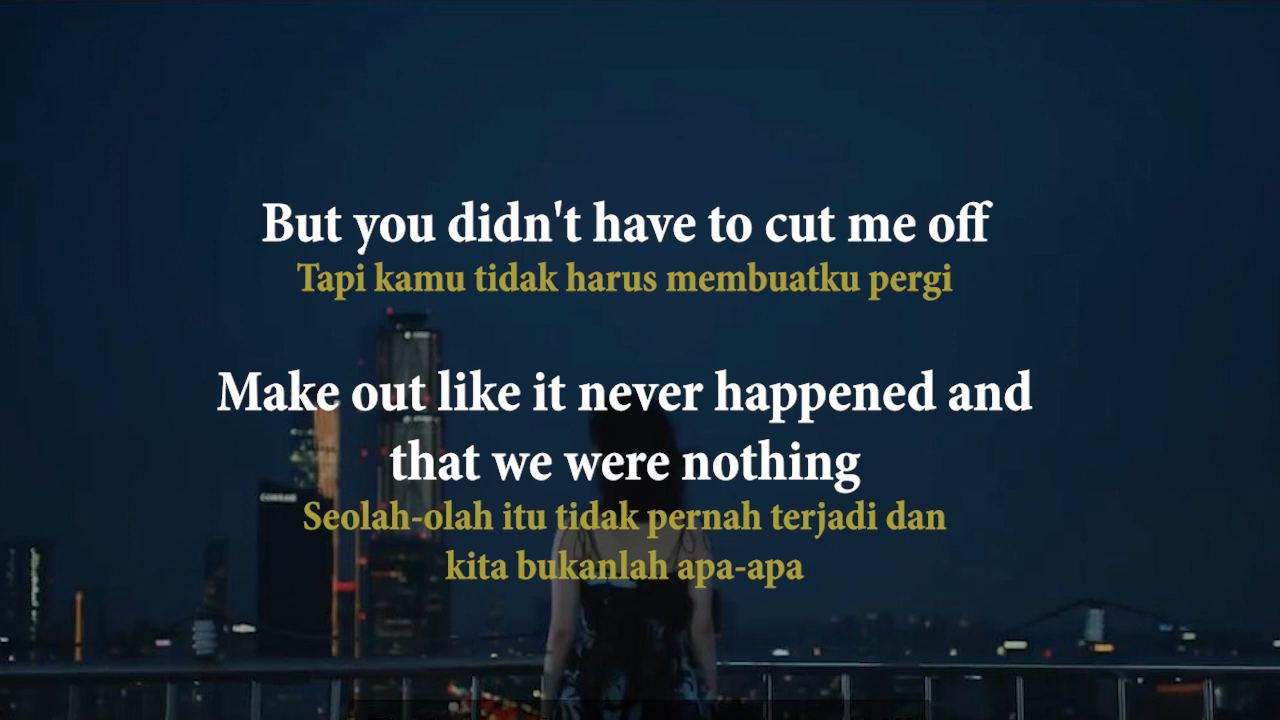 But you didn't have to cut me off
Tapi kamu tidak harus membuatku pergi
Make out like it never happened and
that we were nothing
Seolah-olah itu tidak pernah terjadi dan
kita bukanlah apa-apa
CONRAD